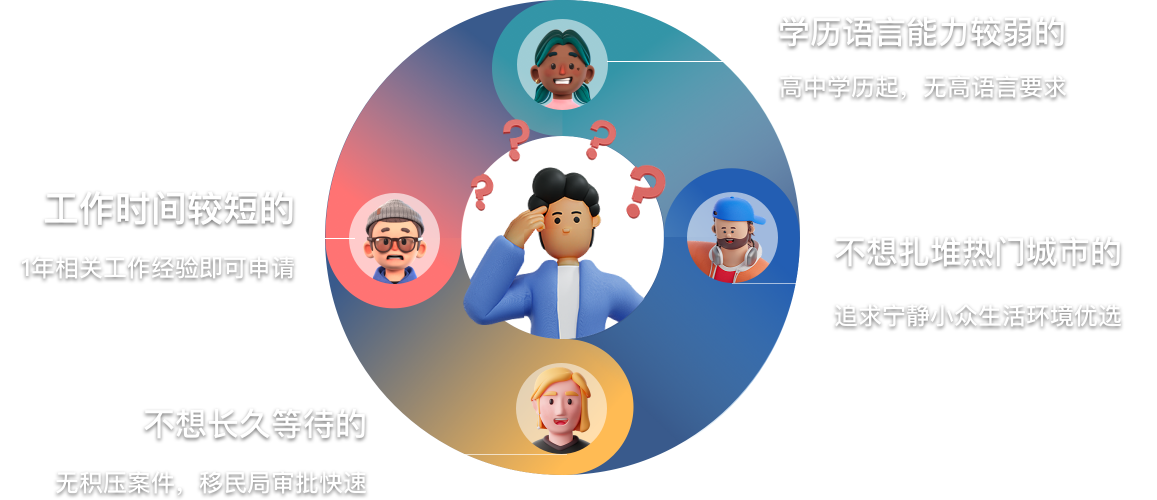 学历语言能力较弱的
高中学历起，无高语言要求
工作时间较短的
1年相关工作经验即可申请
不想扎堆热门城市的
追求宁静小众生活环境优选
不想长久等待的
无积压案件，移民局审批快速